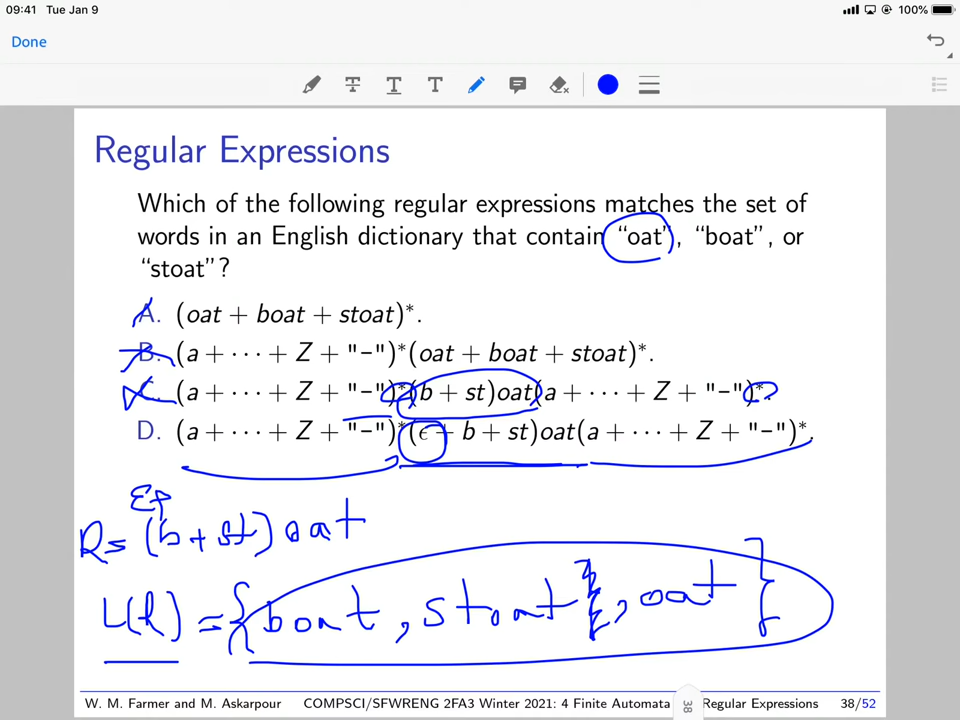 09:41 Tue Jan 9 100%
Done
T T T
Regular Expressions
Which of the following regular expressions matches the set of
words in an English dictionary that contain “oat”, “boat”, or
“stoat”?
A. (oat + boat + stoat)*.
B. (a + ··· + Z + "-")*(oat + boat + stoat)*.
C. (a + ··· + Z + "-")*(b + st)oat(a + ··· + Z + "-")*.
D. (a + ··· + Z + "-")*(ϵ + b + st)oat(a + ··· + Z + "-")*.
R= (b+st) oat
= {boat, stoat}, oat}
W. M. Farmer and M. Askarpour COMPSCI/SFWRENG 2FA3 Winter 2021: 4 Finite Automata 38 Regular Expressions 38/52